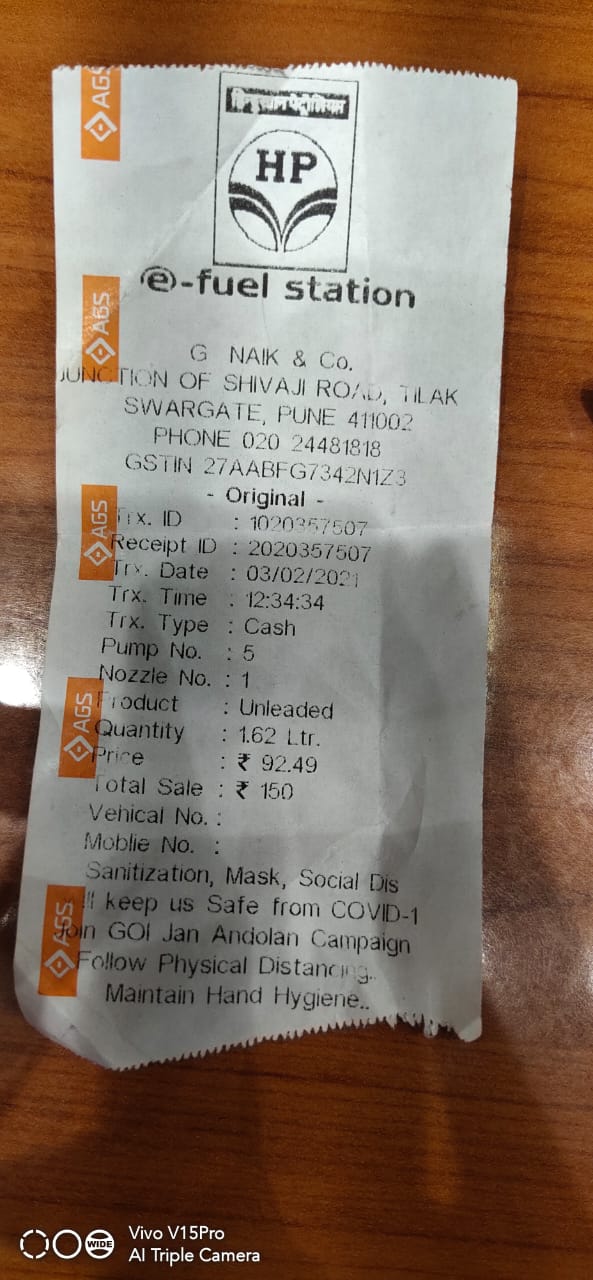 हिन्दुस्तान पेट्रोलियम
HP
e-fuel station
G NAIK & Co.
JUNCTION OF SHIVAJI ROAD, TILAK
SWARGATE, PUNE 411002
PHONE 020 24481818
GSTIN 27AABFG7342N1Z3
- Original -
Trx. ID : 1020357507
Receipt ID : 2020357507
Trx. Date : 03/02/2021
Trx. Time : 12:34:34
Trx. Type : Cash
Pump No. : 5
Nozzle No. : 1
Product : Unleaded
Quantity : 1.62 Ltr.
Price : ₹ 92.49
Total Sale : ₹ 150
Vehical No. :
Moblie No. :
Sanitization, Mask, Social Dis
ll keep us Safe from COVID-1
Join GOI Jan Andolan Campaign
Follow Physical Distancing..
Maintain Hand Hygiene..
AGS
AGS
AGS
AGS
AGS
Vivo V15Pro
WIDE
AI Triple Camera